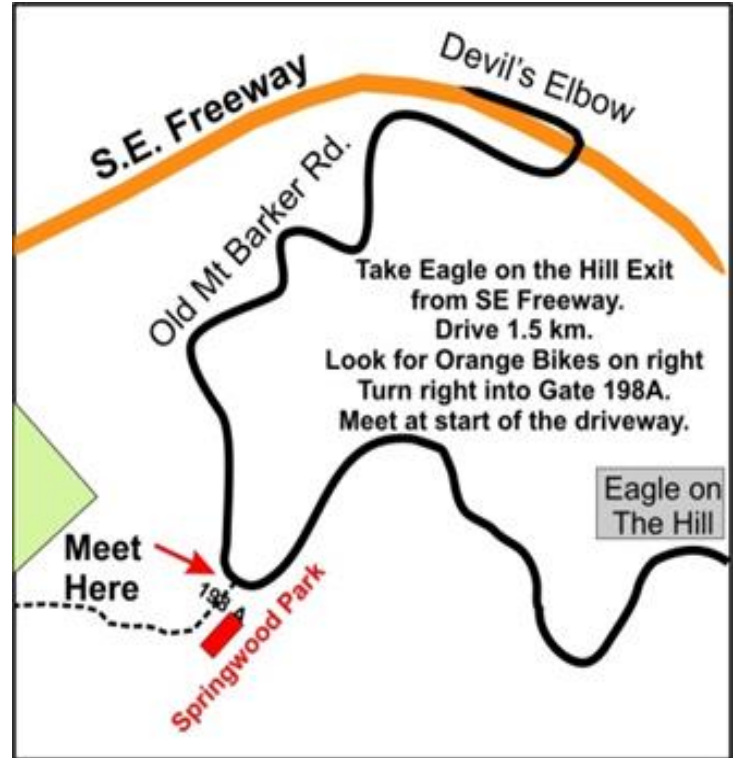 Devil's Elbow
S.E. Freeway
Old Mt Barker Rd.
Take Eagle on the Hill Exit
from SE Freeway.
Drive 1.5 km.
Look for Orange Bikes on right
Turn right into Gate 198A.
Meet at start of the driveway.
Eagle on
The Hill
Meet
Here
198 A
Springwood Park